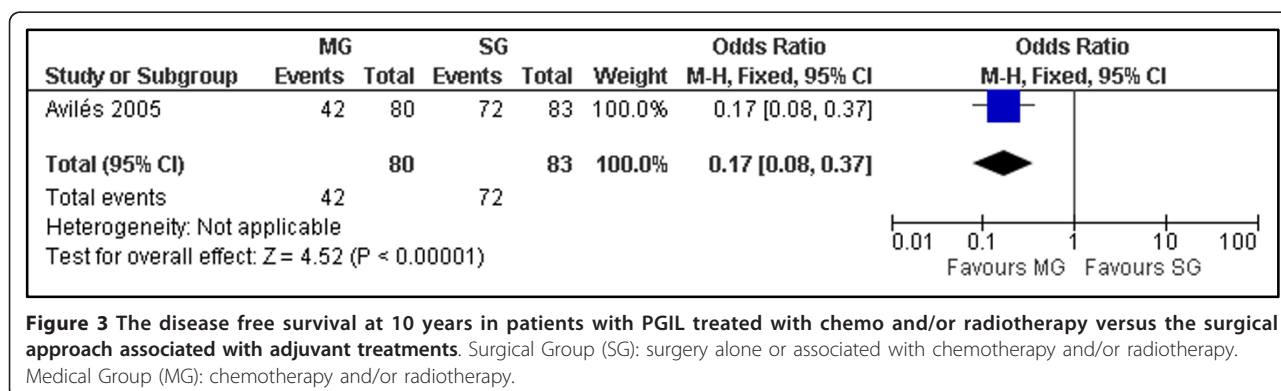 MG SG Odds Ratio Odds Ratio
Study or Subgroup Events Total Events Total Weight M-H, Fixed, 95% CI M-H, Fixed, 95% CI
Avilés 2005 42 80 72 83 100.0% 0.17 [0.08, 0.37]
Total (95% CI) 80 83 100.0% 0.17 [0.08, 0.37]
Total events 42 72
Heterogeneity: Not applicable
Test for overall effect: Z = 4.52 (P < 0.00001)
0.01 0.1 1 10 100
Favours MG Favours SG
Figure 3 The disease free survival at 10 years in patients with PGIL treated with chemo and/or radiotherapy versus the surgical
approach associated with adjuvant treatments. Surgical Group (SG): surgery alone or associated with chemotherapy and/or radiotherapy.
Medical Group (MG): chemotherapy and/or radiotherapy.